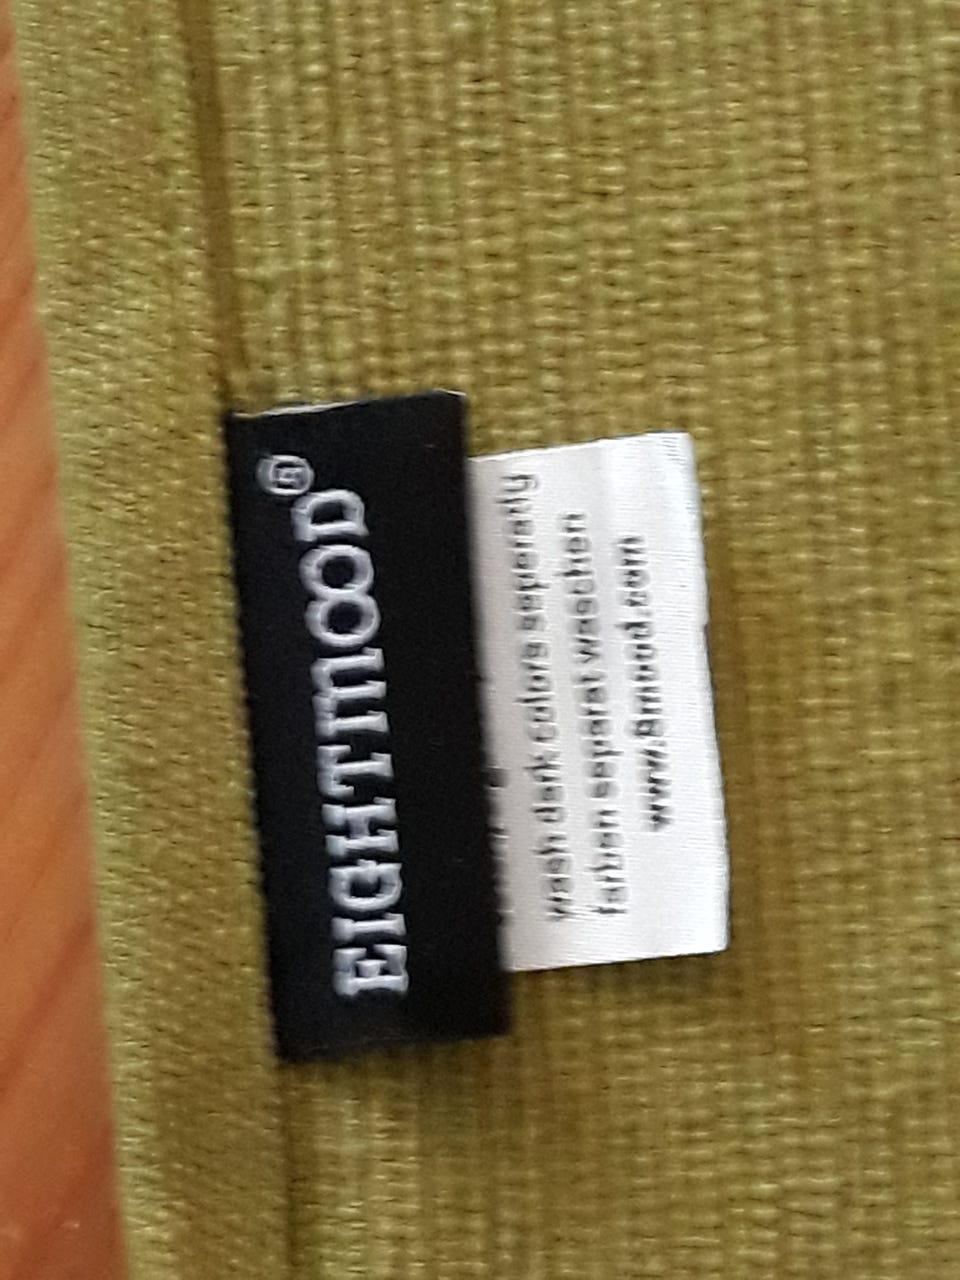 EIGHTMOOD®
wash dark colors seperatly
farben separat waschen
www.8mood.com